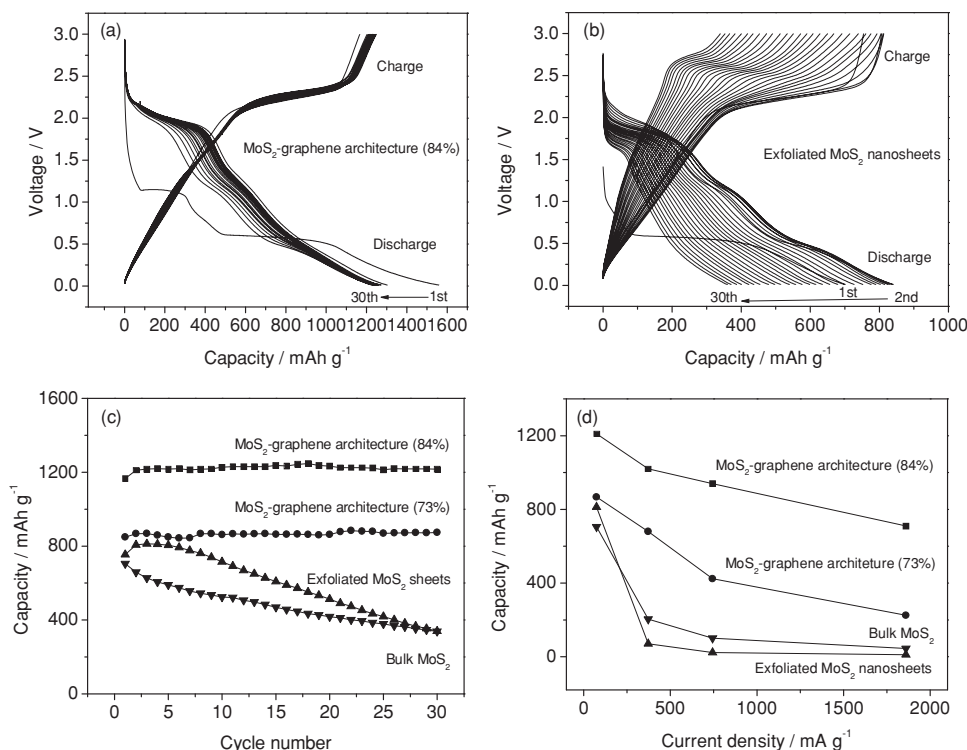 (a)
3.0
2.5
2.0
1.5
1.0
0.5
0.0
Voltage / V
Charge
MoS2-graphene architecture (84%)
Discharge
30th
1st
0 200 400 600 800 1000 1200 1400 1600
Capacity / mAh g-1
(b)
3.0
2.5
2.0
1.5
1.0
0.5
0.0
Voltage / V
Charge
Exfoliated MoS2 nanosheets
Discharge
30th
1st
2nd
0 200 400 600 800 1000
Capacity / mAh g-1
(c)
1600
1200
800
400
0
Capacity / mAh g-1
MoS2-graphene architecture (84%)
MoS2-graphene architecture (73%)
Exfoliated MoS2 sheets
Bulk MoS2
0 5 10 15 20 25 30
Cycle number
(d)
1200
800
400
0
Capacity / mAh g-1
MoS2-graphene architecture (84%)
MoS2-graphene architeture (73%)
Bulk MoS2
Exfoliated MoS2 nanosheets
0 500 1000 1500 2000
Current density / mA g-1